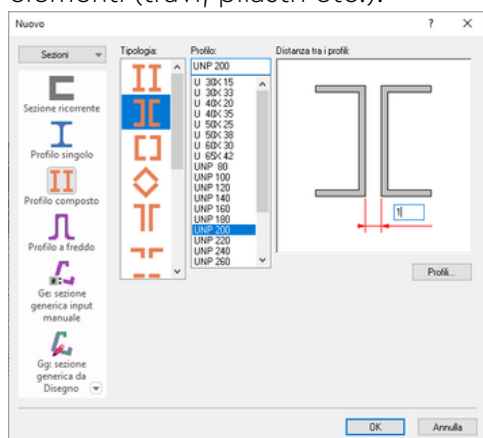 elementi (travi, pilastri etc.).
Nuovo
Sezioni
Sezione ricorrente
Profilo singolo
Profilo composto
Profilo a freddo
Ge: sezione
generica input
manuale
Gg: sezione
generica da
Disegno
Tipologia:
Profilo:
UNP 200
U 30X15
U 30X33
U 40X20
U 40X35
U 50X25
U 50X38
U 60X30
U 65X42
UNP 80
UNP 100
UNP 120
UNP 140
UNP 160
UNP 180
UNP 200
UNP 220
UNP 240
UNP 260
Distanza tra i profili:
1
Profili...
OK
Annulla